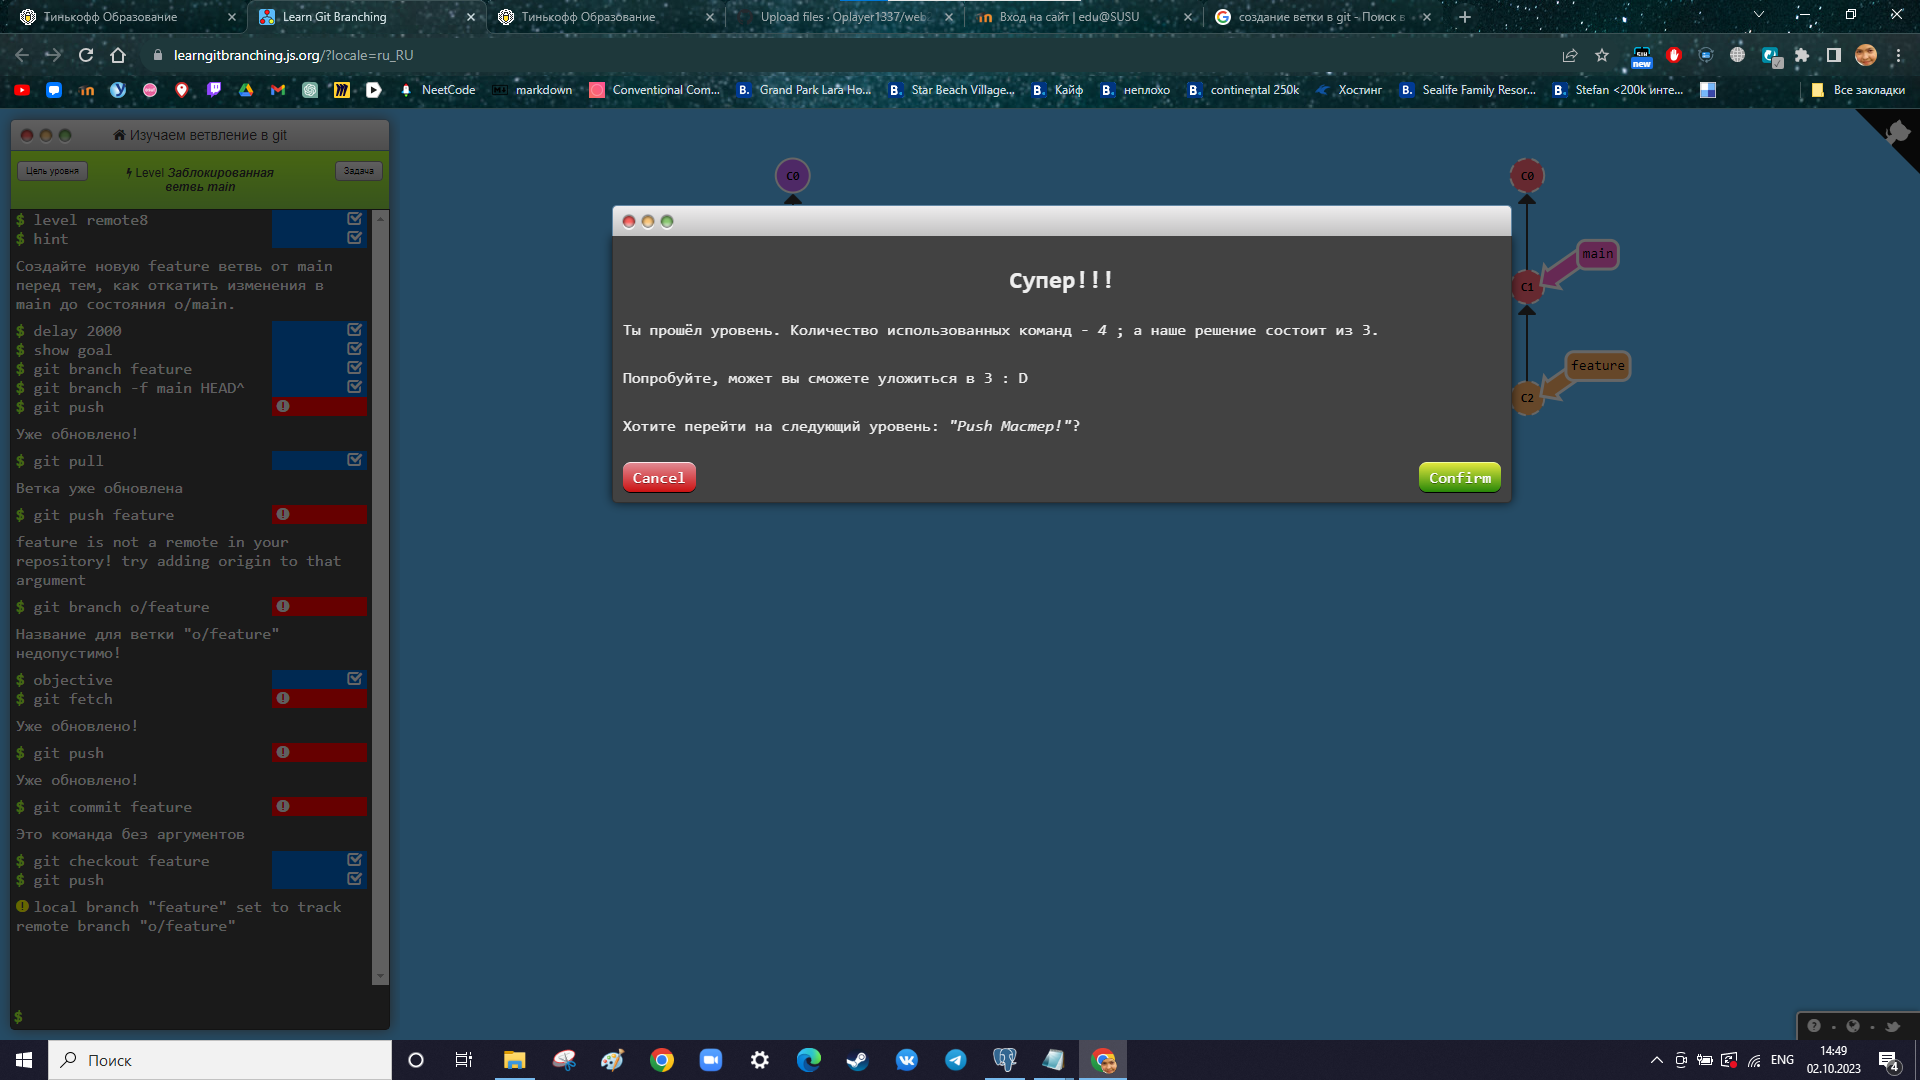 Тинькофф Образование
Learn Git Branching
Тинькофф Образование
Upload files · Oplayer1337/web
Вход на сайт | edu@SUSU
создание ветки в git - Поиск в
learngitbranching.js.org/?locale=ru_RU
new
NeetCode
markdown
Conventional Com...
Grand Park Lara Ho...
Star Beach Village...
Кайф
неплохо
continental 250k
Хостинг
Sealife Family Resor...
Stefan <200k инте...
Все закладки
Изучаем ветвление в git
Цель уровня
Level Заблокированная
ветвь main
Задача
$ level remote8
$ hint
Создайте новую feature ветвь от main
перед тем, как откатить изменения в
main до состояния o/main.
$ delay 2000
$ show goal
$ git branch feature
$ git branch -f main HEAD^
$ git push
Уже обновлено!
$ git pull
Ветка уже обновлена
$ git push feature
feature is not a remote in your
repository! try adding origin to that
argument
$ git branch o/feature
Название для ветки "o/feature"
недопустимо!
$ objective
$ git fetch
Уже обновлено!
$ git push
Уже обновлено!
$ git commit feature
Это команда без аргументов
$ git checkout feature
$ git push
local branch "feature" set to track
remote branch "o/feature"
$
C0
Супер!!!
Ты прошёл уровень. Количество использованных команд - 4 ; а наше решение состоит из 3.
Попробуйте, может вы сможете уложиться в 3 : D
Хотите перейти на следующий уровень: "Push Мастер!"?
Cancel
Confirm
C0
main
C1
feature
C2
Поиск
ENG
14:49
02.10.2023
4